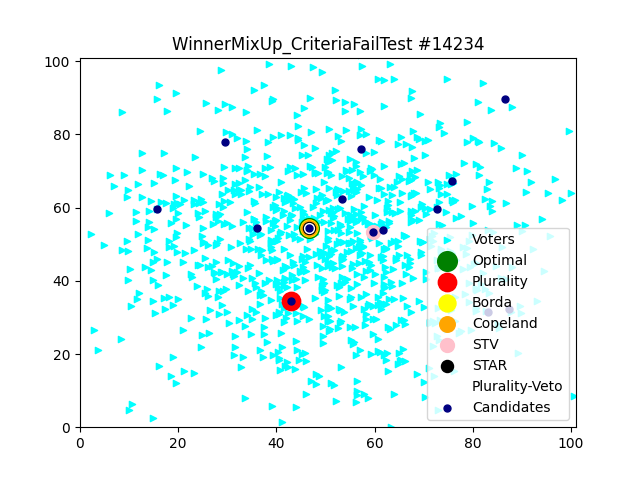 WinnerMixUp_CriteriaFailTest #14234
100
80
60
40
20
0
0 20 40 60 80 100
Voters
Optimal
Plurality
Borda
Copeland
STV
STAR
Plurality-Veto
Candidates